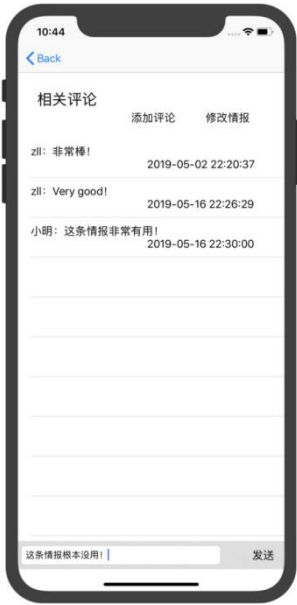 10:44
Back
相关评论
添加评论 修改情报
zll：非常棒！
2019-05-02 22:20:37
zll：Very good！
2019-05-16 22:26:29
小明：这条情报非常有用！
2019-05-16 22:30:00
这条情报根本没用！ 发送